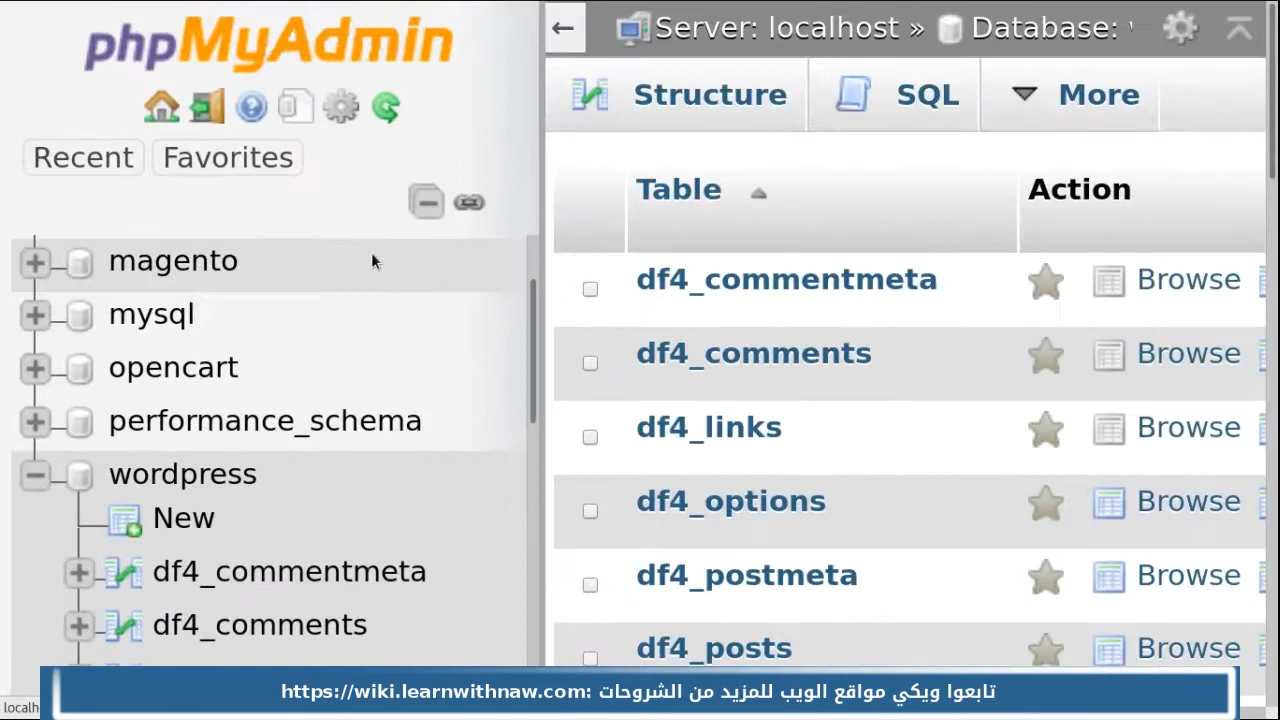 phpMyAdmin
Recent
Favorites
magento
mysql
opencart
performance_schema
wordpress
New
df4_commentmeta
df4_comments
Server: localhost »
Database:
Structure
SQL
More
Table
Action
df4_commentmeta
Browse
df4_comments
Browse
df4_links
Browse
df4_options
Browse
df4_postmeta
Browse
df4_posts
Browse
localh
تابعوا ويكي مواقع الويب للمزيد من الشروحات: https://wiki.learnwithnaw.com